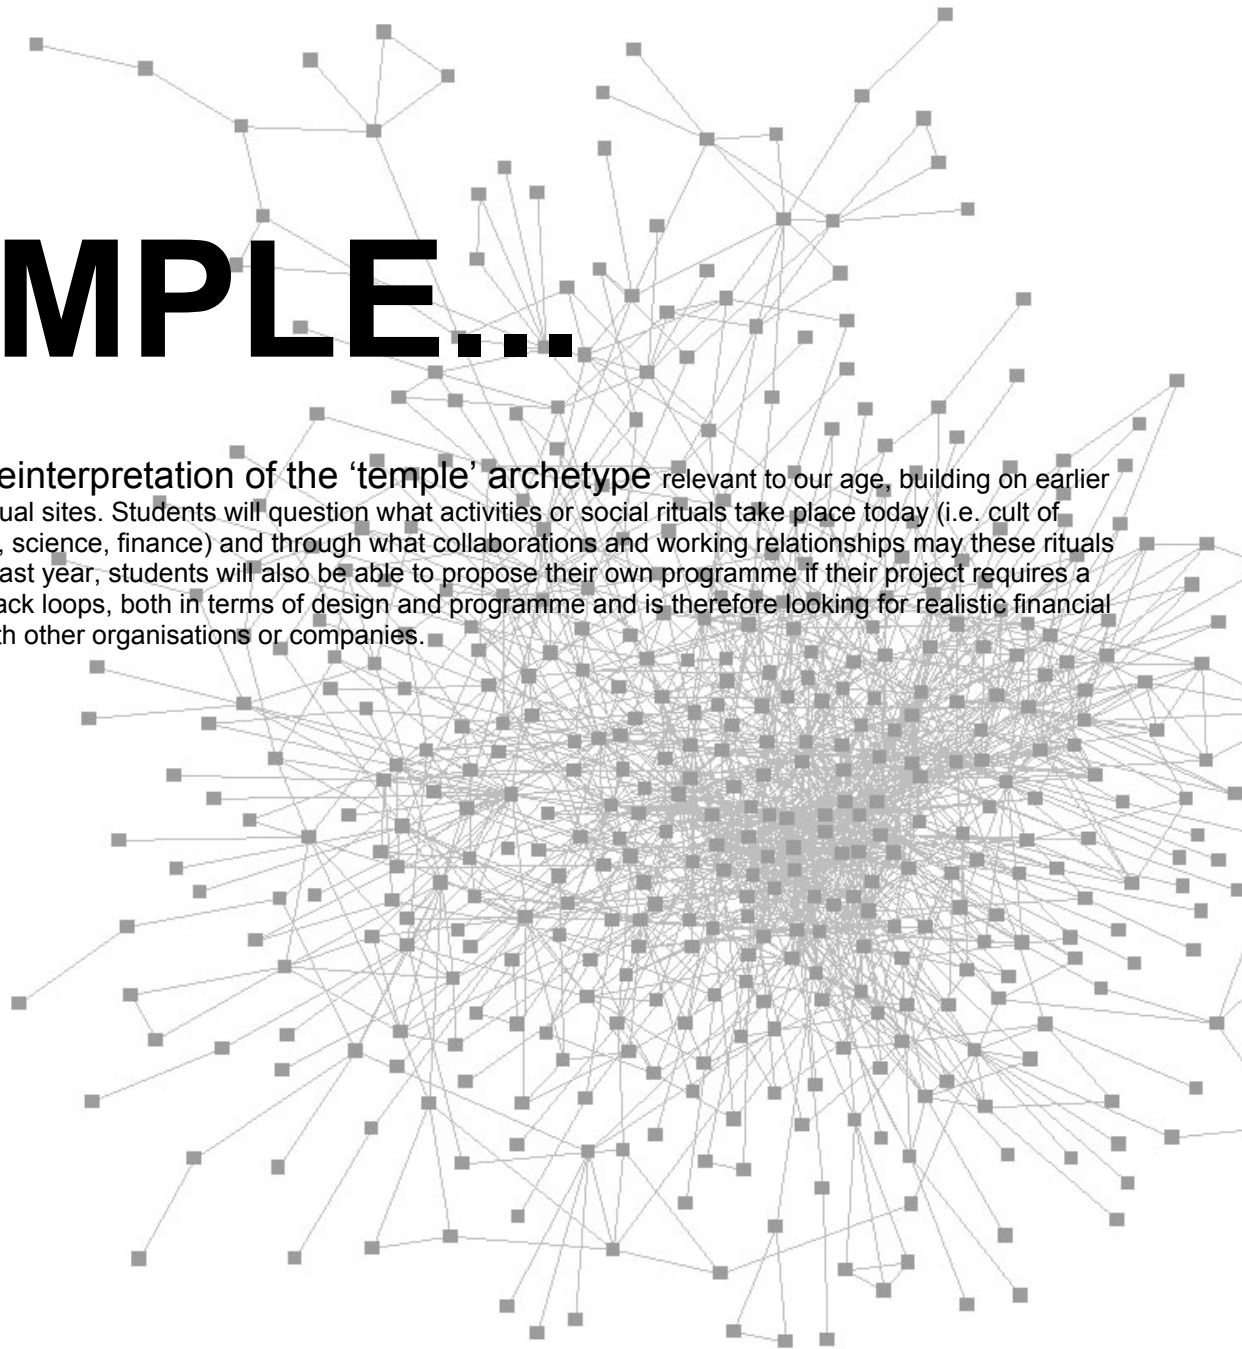 MPLE...
einterpretation of the ‘temple’ archetype relevant to our age, building on earlier
ual sites. Students will question what activities or social rituals take place today (i.e. cult of
, science, finance) and through what collaborations and working relationships may these rituals
ast year, students will also be able to propose their own programme if their project requires a
ack loops, both in terms of design and programme and is therefore looking for realistic financial
th other organisations or companies.